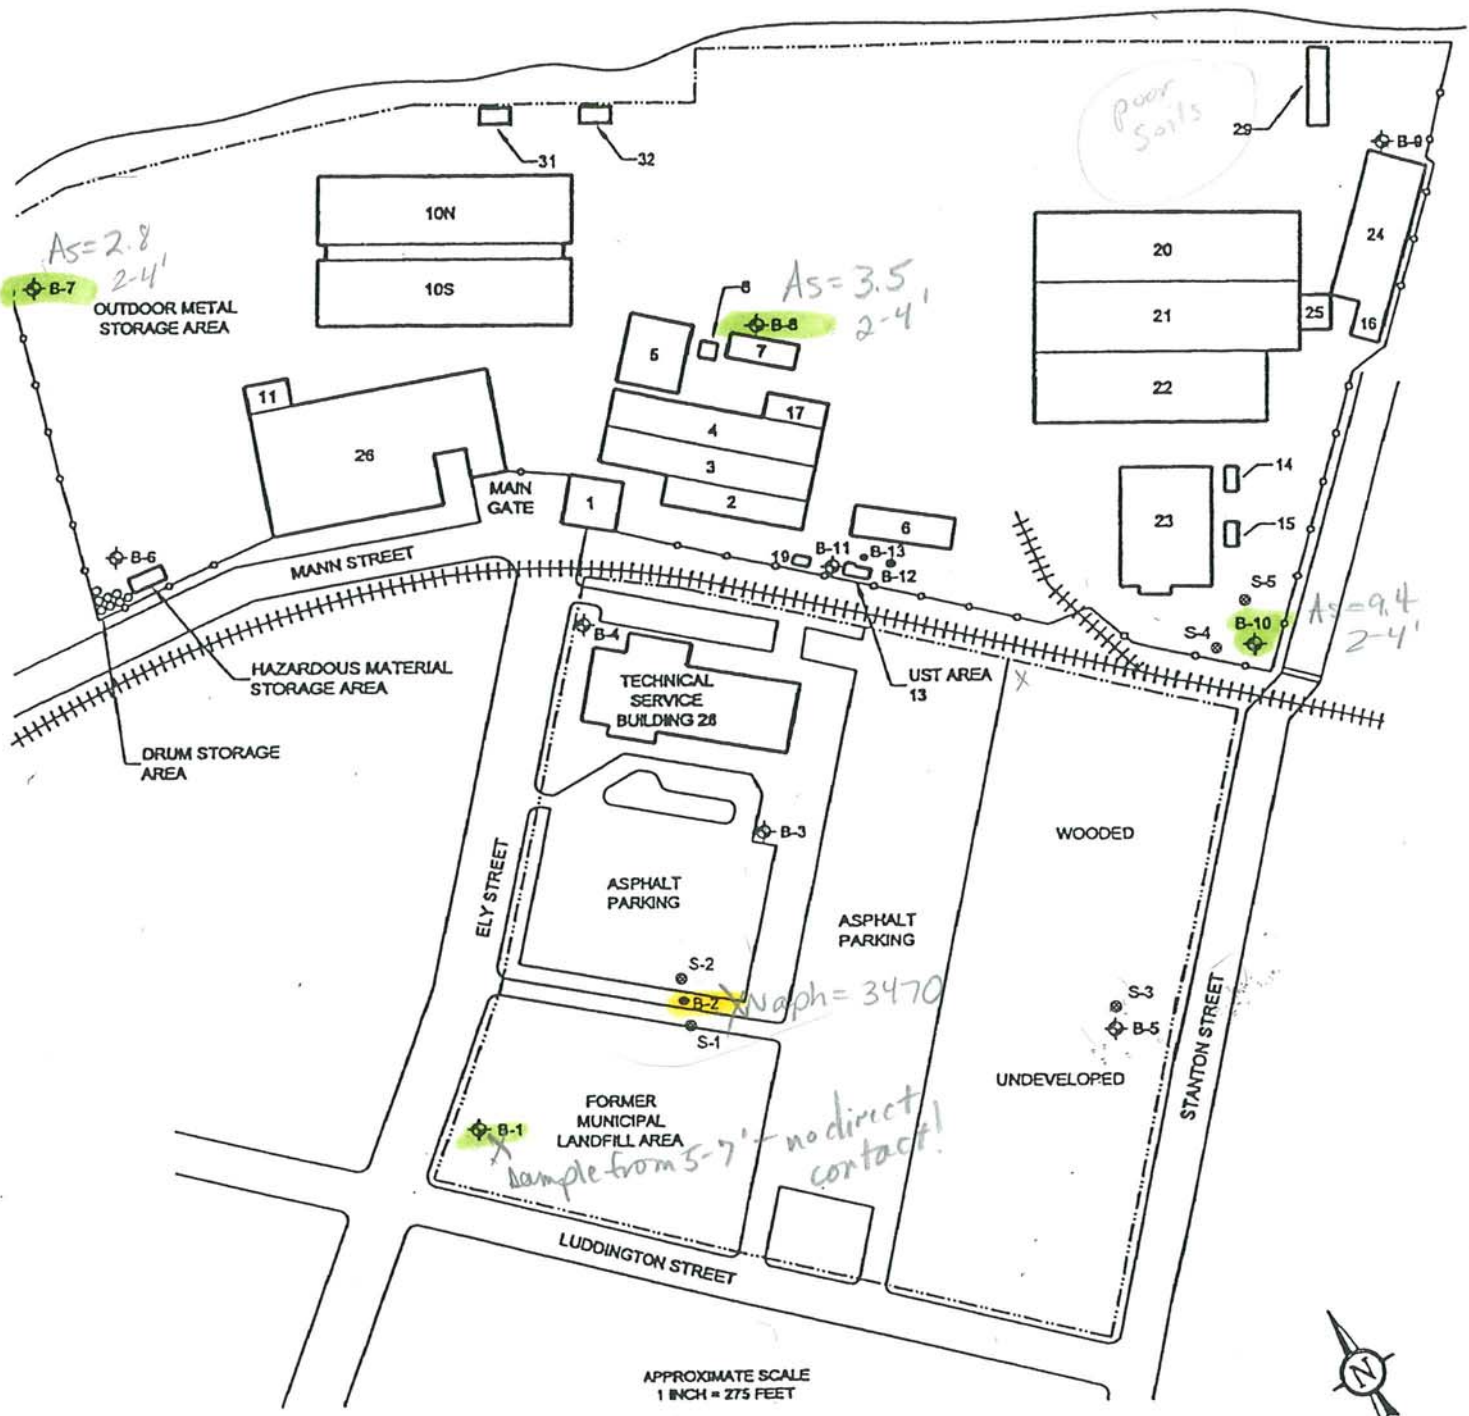 poor
soils
29
B-9
31
32
10N
10S
24
20
21
22
25
16
As=2.8
2-4'
B-7
OUTDOOR METAL
STORAGE AREA
8
As=3.5
2-4'
B-8
5
7
17
4
3
2
11
26
MAIN
GATE
1
6
14
15
23
19
B-11
B-13
B-12
B-6
MANN STREET
S-5
B-10
As=9.4
2-4'
S-4
B-4
HAZARDOUS MATERIAL
STORAGE AREA
TECHNICAL
SERVICE
BUILDING 28
UST AREA
13
X
DRUM STORAGE
AREA
B-3
WOODED
ELY STREET
ASPHALT
PARKING
ASPHALT
PARKING
S-2
B-2
X Naph = 3470
S-1
S-3
B-5
STANTON STREET
UNDEVELOPED
FORMER
MUNICIPAL
LANDFILL AREA
B-1
X
sample from 5-7' - no direct
contact!
LUDDINGTON STREET
APPROXIMATE SCALE
1 INCH = 275 FEET
N